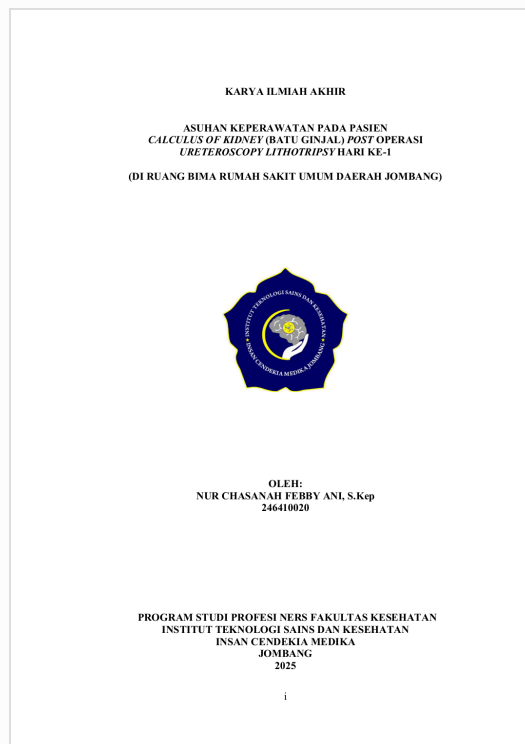 KARYA ILMIAH AKHIR
ASUHAN KEPERAWATAN PADA PASIEN
CALCULUS OF KIDNEY (BATU GINJAL) POST OPERASI
URETEROSCOPY LITHOTRIPSY HARI KE-1
(DI RUANG BIMA RUMAH SAKIT UMUM DAERAH JOMBANG)
INSTITUT TEKNOLOGI SAINS DAN KESEHATAN
INSAN CENDEKIA MEDIKA JOMBANG
OLEH:
NUR CHASANAH FEBBY ANI, S.Kep
246410020
PROGRAM STUDI PROFESI NERS FAKULTAS KESEHATAN
INSTITUT TEKNOLOGI SAINS DAN KESEHATAN
INSAN CENDEKIA MEDIKA
JOMBANG
2025
i